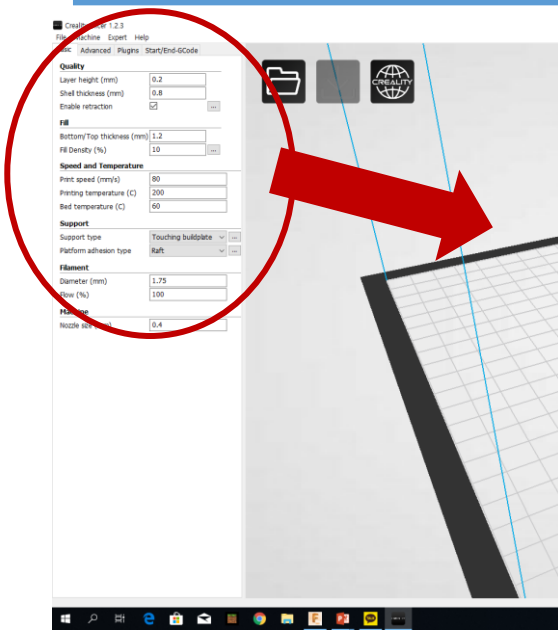 Creality Slicer 1.2.3
File Machine Expert Help
Basic Advanced Plugins Start/End-GCode
Quality
Layer height (mm) 0.2
Shell thickness (mm) 0.8
Enable retraction ...
Fill
Bottom/Top thickness (mm) 1.2
Fill Density (%) 10 ...
Speed and Temperature
Print speed (mm/s) 80
Printing temperature (C) 200
Bed temperature (C) 60
Support
Support type Touching buildplate ...
Platform adhesion type Raft ...
Filament
Diameter (mm) 1.75
Flow (%) 100
Machine
Nozzle size (mm) 0.4
CREALITY